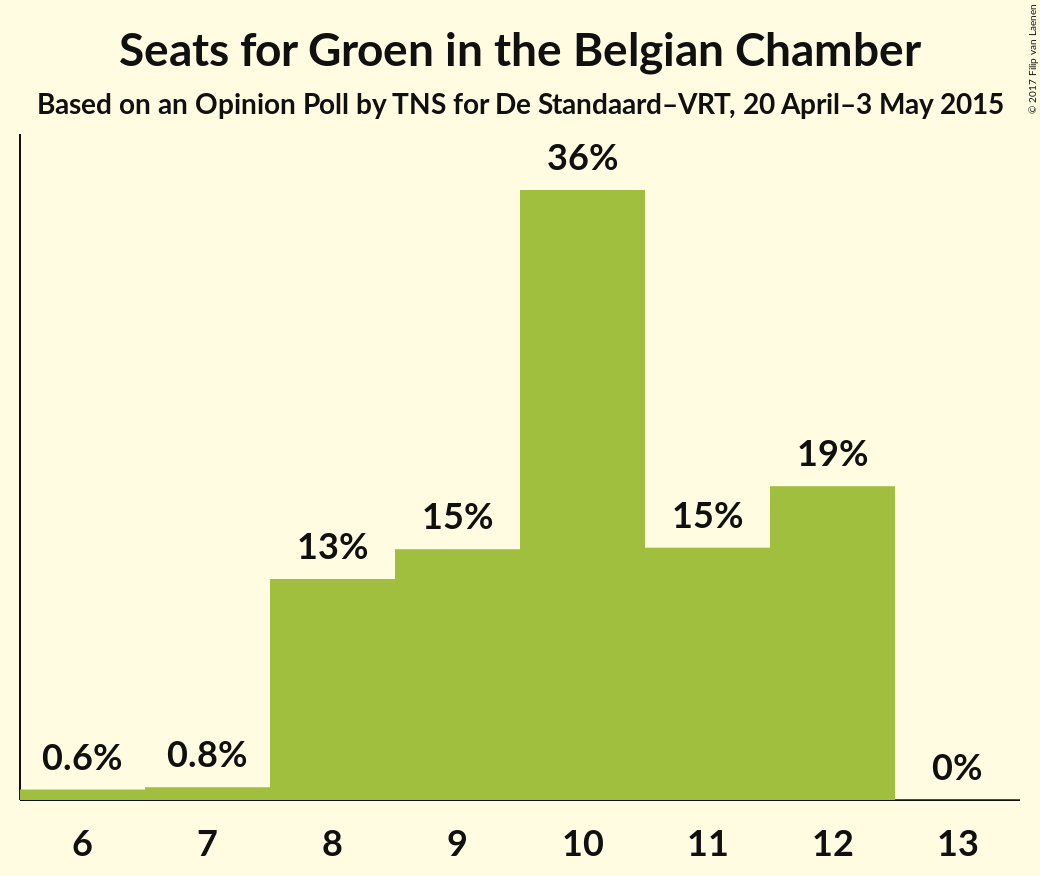 Seats for Groen in the Belgian Chamber
Based on an Opinion Poll by TNS for De Standaard–VRT, 20 April–3 May 2015
© 2017 Filip van Laenen
36%
19%
15%
15%
13%
0.6%
0.8%
0%
6 7 8 9 10 11 12 13